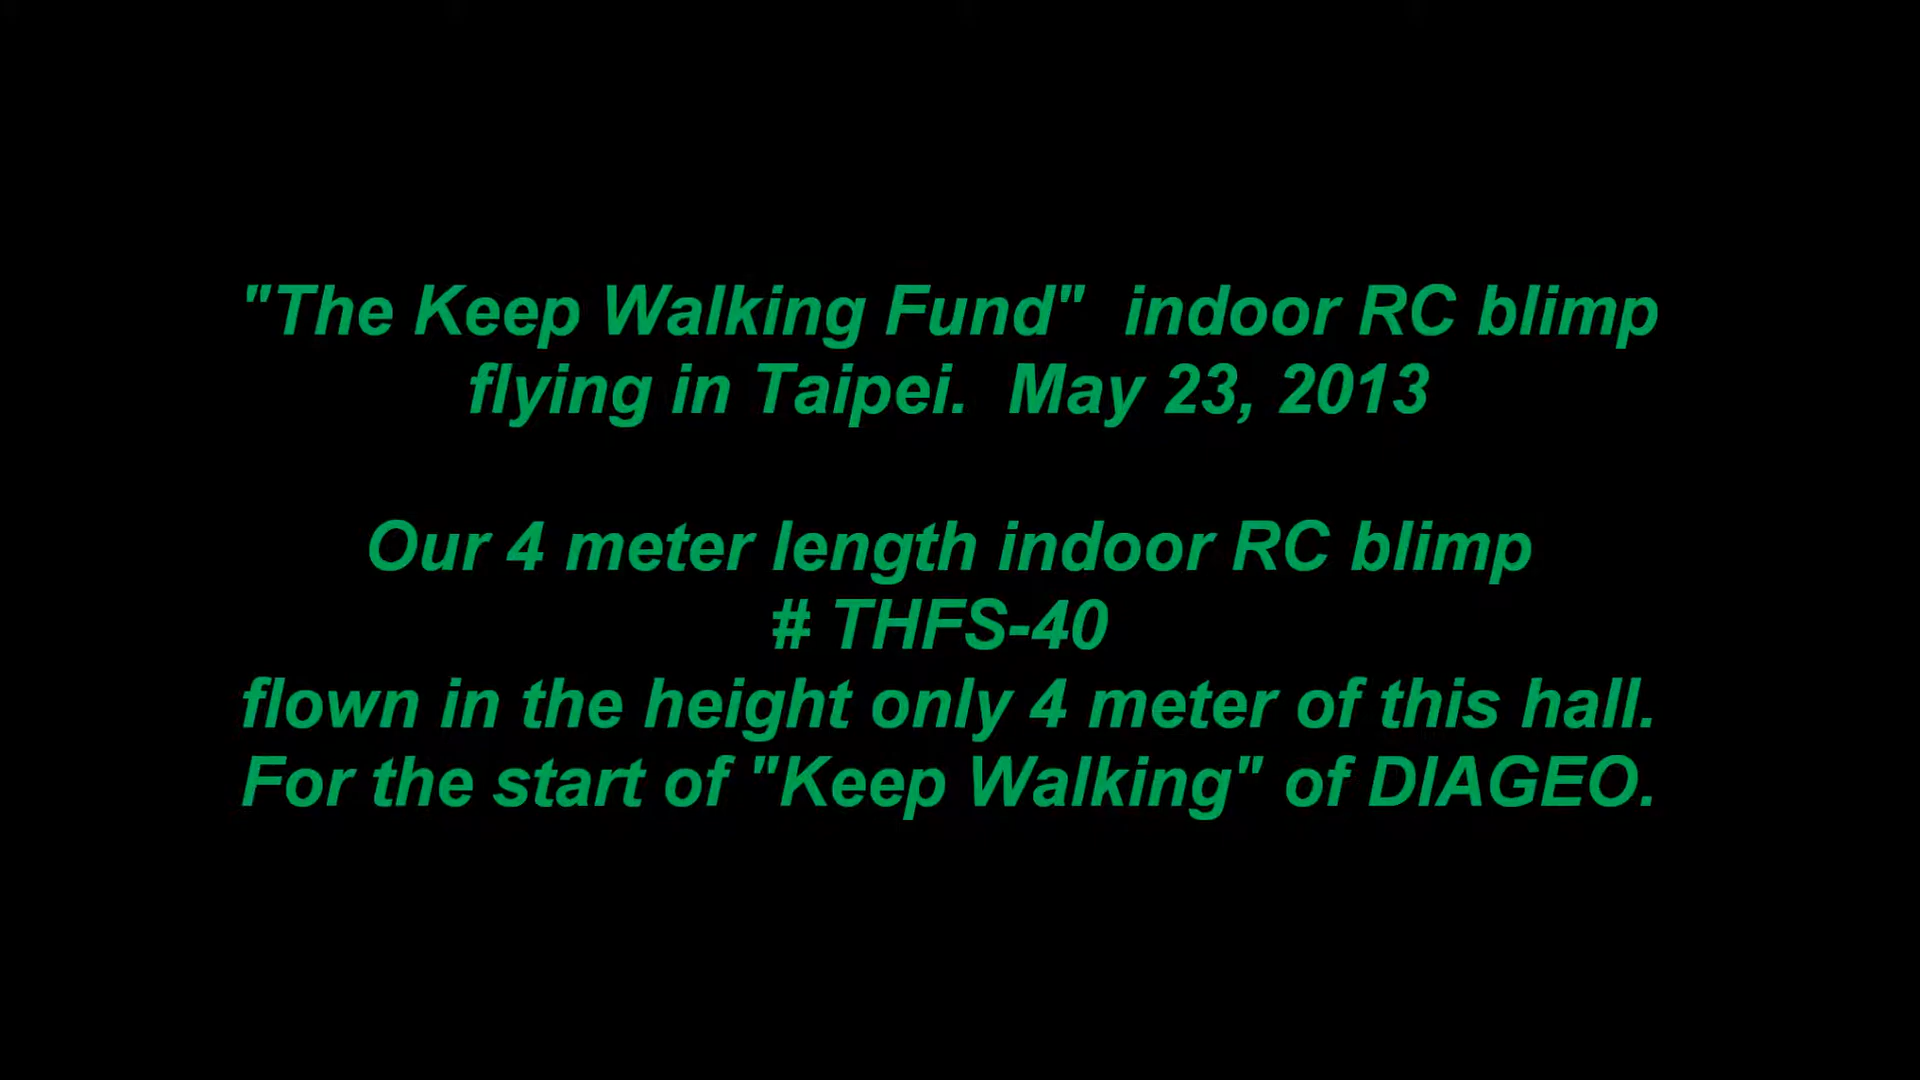 "The Keep Walking Fund"  indoor RC blimp
flying in Taipei.  May 23, 2013
Our 4 meter length indoor RC blimp
# THFS-40
flown in the height only 4 meter of this hall.
For the start of "Keep Walking" of DIAGEO.